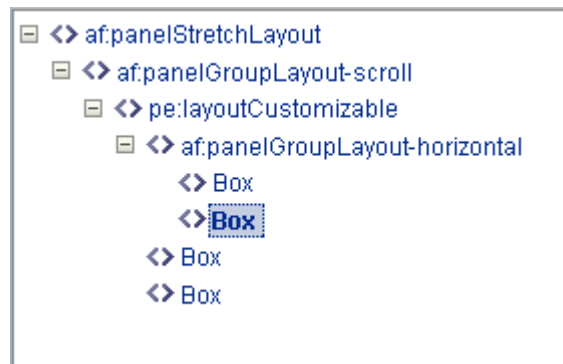 af:panelStretchLayout
af:panelGroupLayout-scroll
pe:layoutCustomizable
af:panelGroupLayout-horizontal
Box
Box
Box
Box